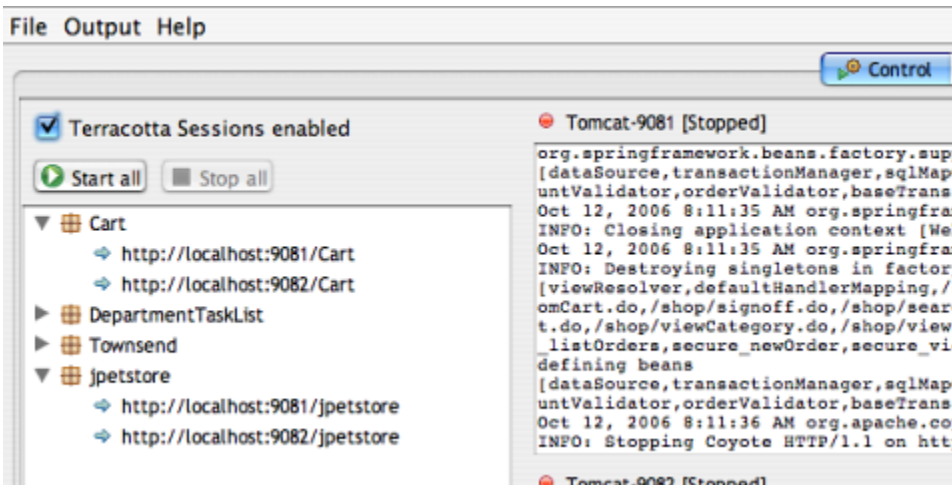 File Output Help
Control
Terracotta Sessions enabled
Start all Stop all
Cart
http://localhost:9081/Cart
http://localhost:9082/Cart
DepartmentTaskList
Townsend
jpetstore
http://localhost:9081/jpetstore
http://localhost:9082/jpetstore
Tomcat-9081 [Stopped]
org.springframework.beans.factory.sup
[dataSource,transactionManager,sqlMap
untValidator,orderValidator,baseTrans
Oct 12, 2006 8:11:35 AM org.springfra
INFO: Closing application context [We
Oct 12, 2006 8:11:35 AM org.springfra
INFO: Destroying singletons in factor
[viewResolver,defaultHandlerMapping,/
omCart.do,/shop/signoff.do,/shop/sear
t.do,/shop/viewCategory.do,/shop/view
_listOrders,secure_newOrder,secure_vi
defining beans
[dataSource,transactionManager,sqlMap
untValidator,orderValidator,baseTrans
Oct 12, 2006 8:11:36 AM org.apache.co
INFO: Stopping Coyote HTTP/1.1 on htt
Tomcat-9082 [Stopped]